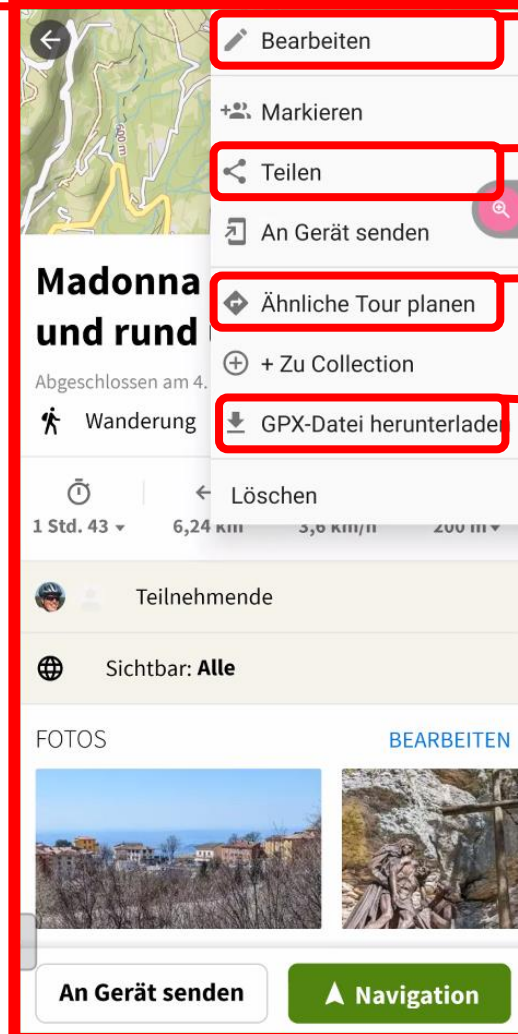 600 m
Bearbeiten
Markieren
Teilen
An Gerät senden
Ähnliche Tour planen
+ Zu Collection
GPX-Datei herunterladen
Löschen
Madonna
und rund
Abgeschlossen am 4.
Wanderung
1 Std. 43
6,24 km
3,6 km/h
200 m
Teilnehmende
Sichtbar: Alle
FOTOS
BEARBEITEN
An Gerät senden
Navigation